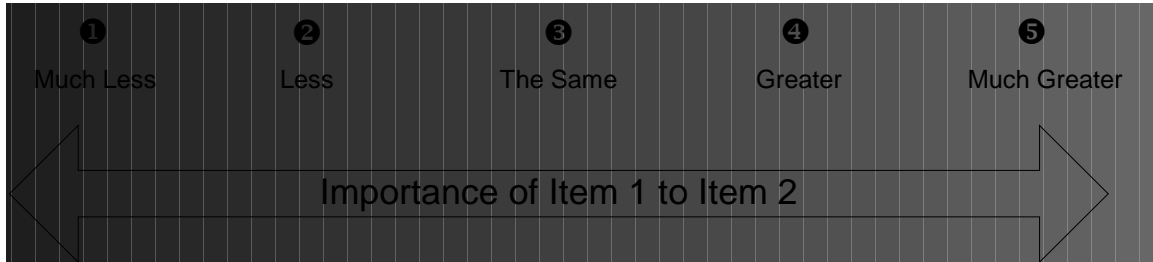 ❶ ❷ ❸ ❹ ❺
Much Less Less The Same Greater Much Greater
Importance of Item 1 to Item 2